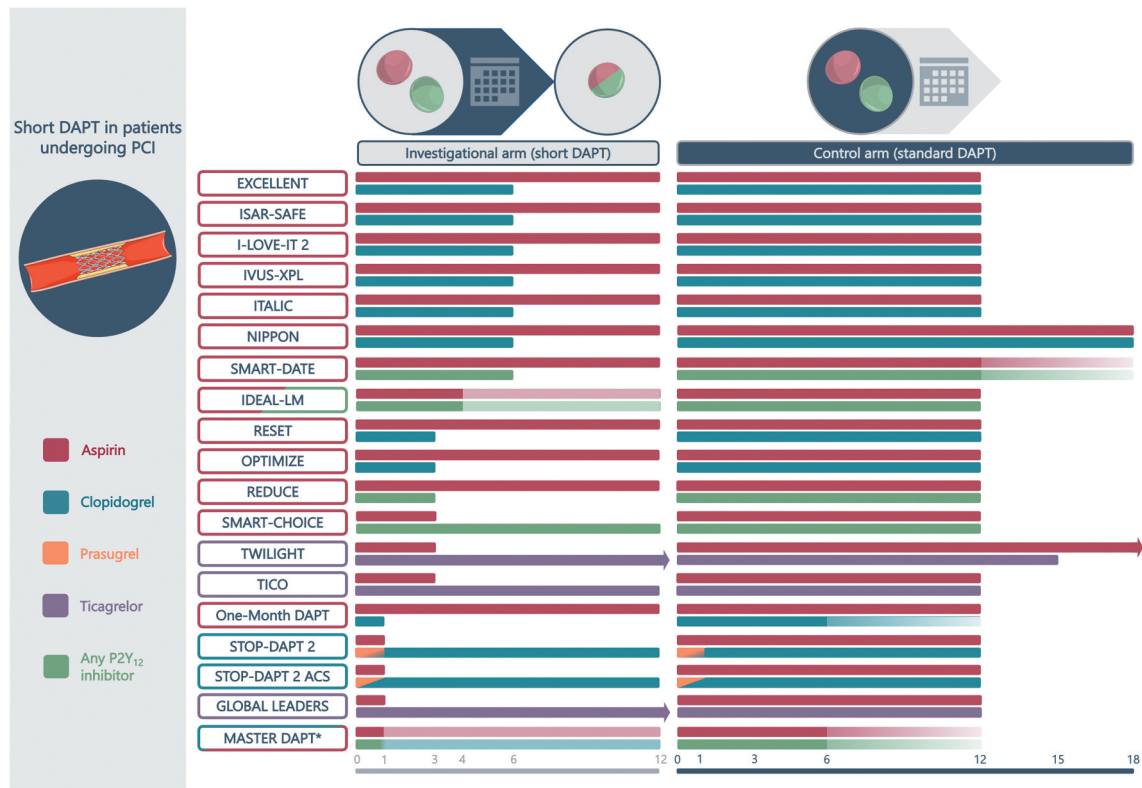 Short DAPT in patients
undergoing PCI
Investigational arm (short DAPT)
Control arm (standard DAPT)
EXCELLENT
ISAR-SAFE
I-LOVE-IT 2
IVUS-XPL
ITALIC
NIPPON
SMART-DATE
IDEAL-LM
RESET
OPTIMIZE
REDUCE
SMART-CHOICE
TWILIGHT
TICO
One-Month DAPT
STOP-DAPT 2
STOP-DAPT 2 ACS
GLOBAL LEADERS
MASTER DAPT*
Aspirin
Clopidogrel
Prasugrel
Ticagrelor
Any P2Y₁₂
inhibitor
0 1 3 4 6 12
0 1 3 6 12 15 18